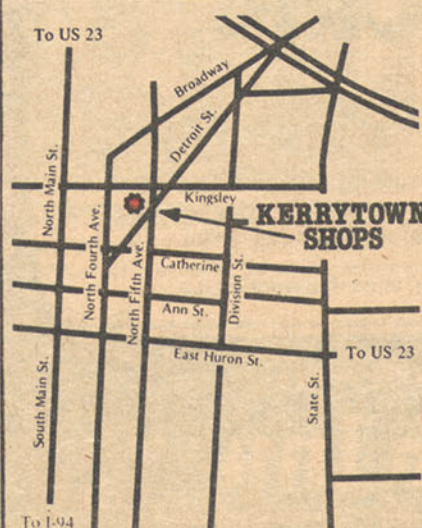 To US 23
Broadway
Detroit St.
North Main St.
Kingsley
KERRYTOWN
SHOPS
North Fourth Ave.
North Fifth Ave.
Catherine
Division St.
Ann St.
East Huron St.
To US 23
South Main St.
State St.
To I-94